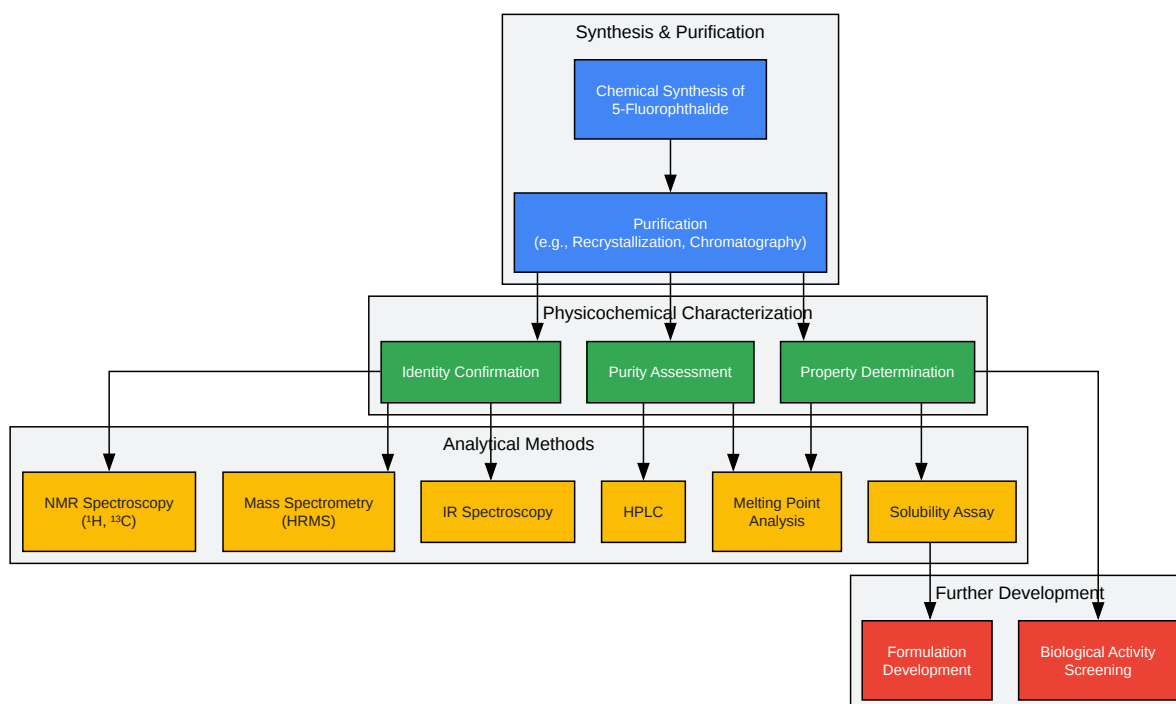 Synthesis & Purification
Chemical Synthesis of
5-Fluorophthalide
Purification
(e.g., Recrystallization, Chromatography)
Physicochemical Characterization
Identity Confirmation
Purity Assessment
Property Determination
Analytical Methods
NMR Spectroscopy
(¹H, ¹³C)
Mass Spectrometry
(HRMS)
IR Spectroscopy
HPLC
Melting Point
Analysis
Solubility Assay
Further Development
Formulation
Development
Biological Activity
Screening